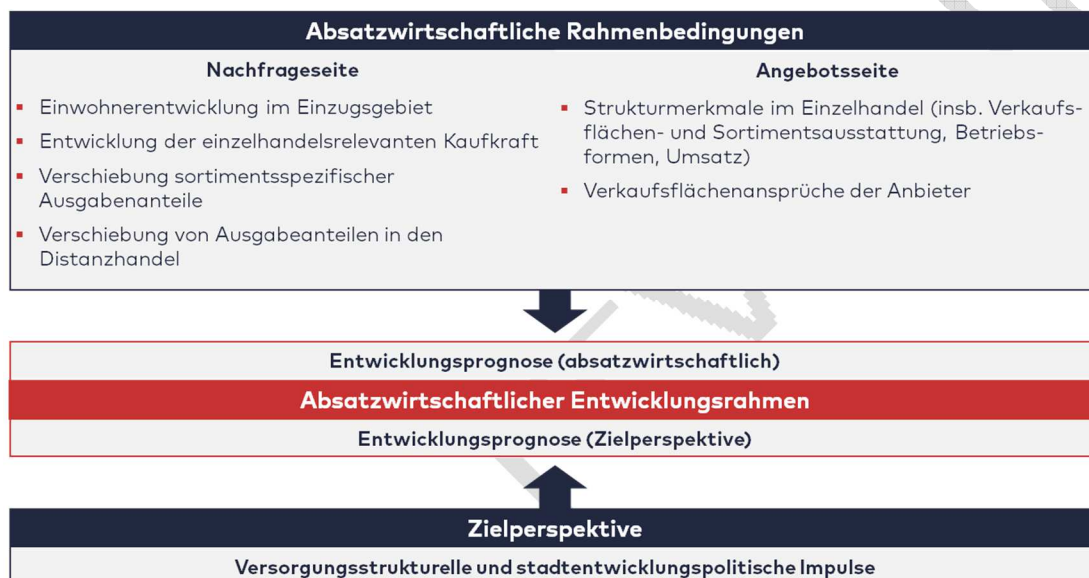 Absatzwirtschaftliche Rahmenbedingungen
Nachfrageseite
▪ Einwohnerentwicklung im Einzugsgebiet
▪ Entwicklung der einzelhandelsrelevanten Kaufkraft
▪ Verschiebung sortimentsspezifischer
Ausgabenanteile
▪ Verschiebung von Ausgabeanteilen in den
Distanzhandel
Angebotsseite
▪ Strukturmerkmale im Einzelhandel (insb. Verkaufs-
flächen- und Sortimentsausstattung, Betriebs-
formen, Umsatz)
▪ Verkaufsflächenansprüche der Anbieter
Entwicklungsprognose (absatzwirtschaftlich)
Absatzwirtschaftlicher Entwicklungsrahmen
Entwicklungsprognose (Zielperspektive)
Zielperspektive
Versorgungsstrukturelle und stadtentwicklungspolitische Impulse